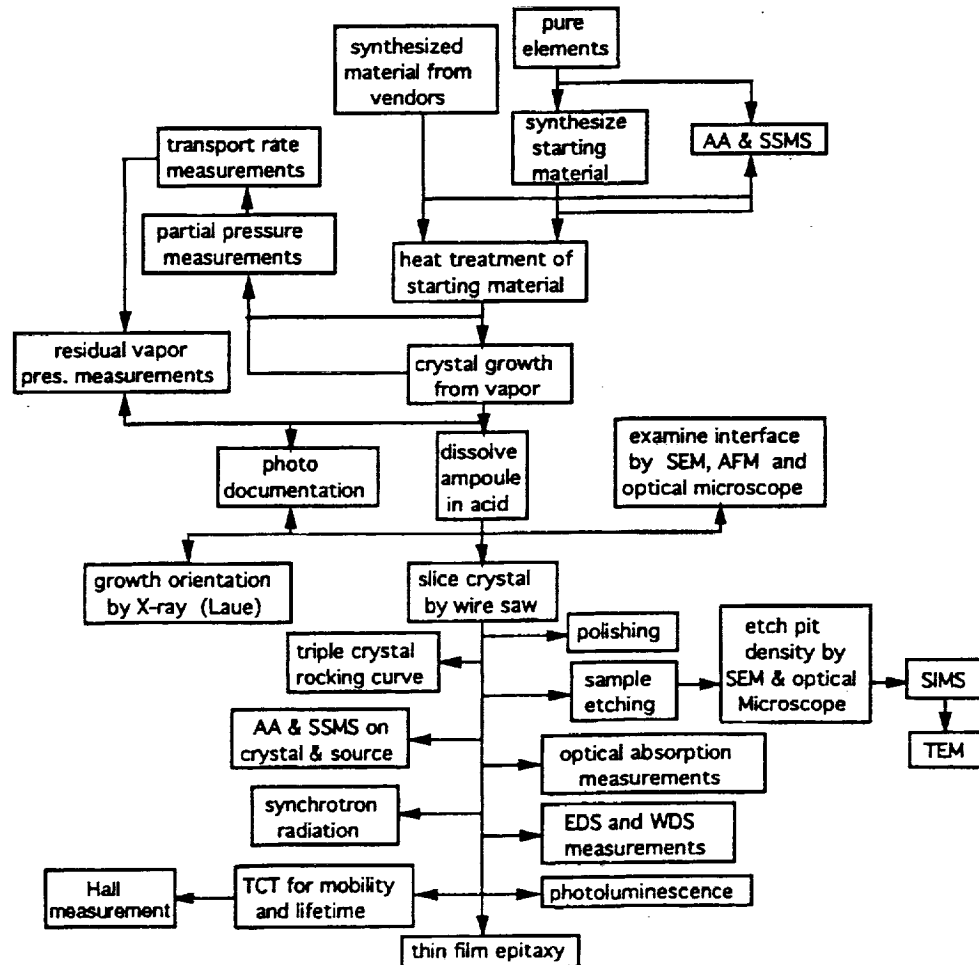 pure
elements
synthesized
material from
vendors
synthesize
starting
material
AA & SSMS
transport rate
measurements
partial pressure
measurements
heat treatment of
starting material
residual vapor
pres. measurements
crystal growth
from vapor
photo
documentation
dissolve
ampoule
in acid
examine interface
by SEM, AFM and
optical microscope
growth orientation
by X-ray (Laue)
slice crystal
by wire saw
polishing
triple crystal
rocking curve
sample
etching
etch pit
density by
SEM & optical
Microscope
SIMS
TEM
AA & SSMS on
crystal & source
optical absorption
measurements
synchrotron
radiation
EDS and WDS
measurements
Hall
measurement
TCT for mobility
and lifetime
photoluminescence
thin film epitaxy